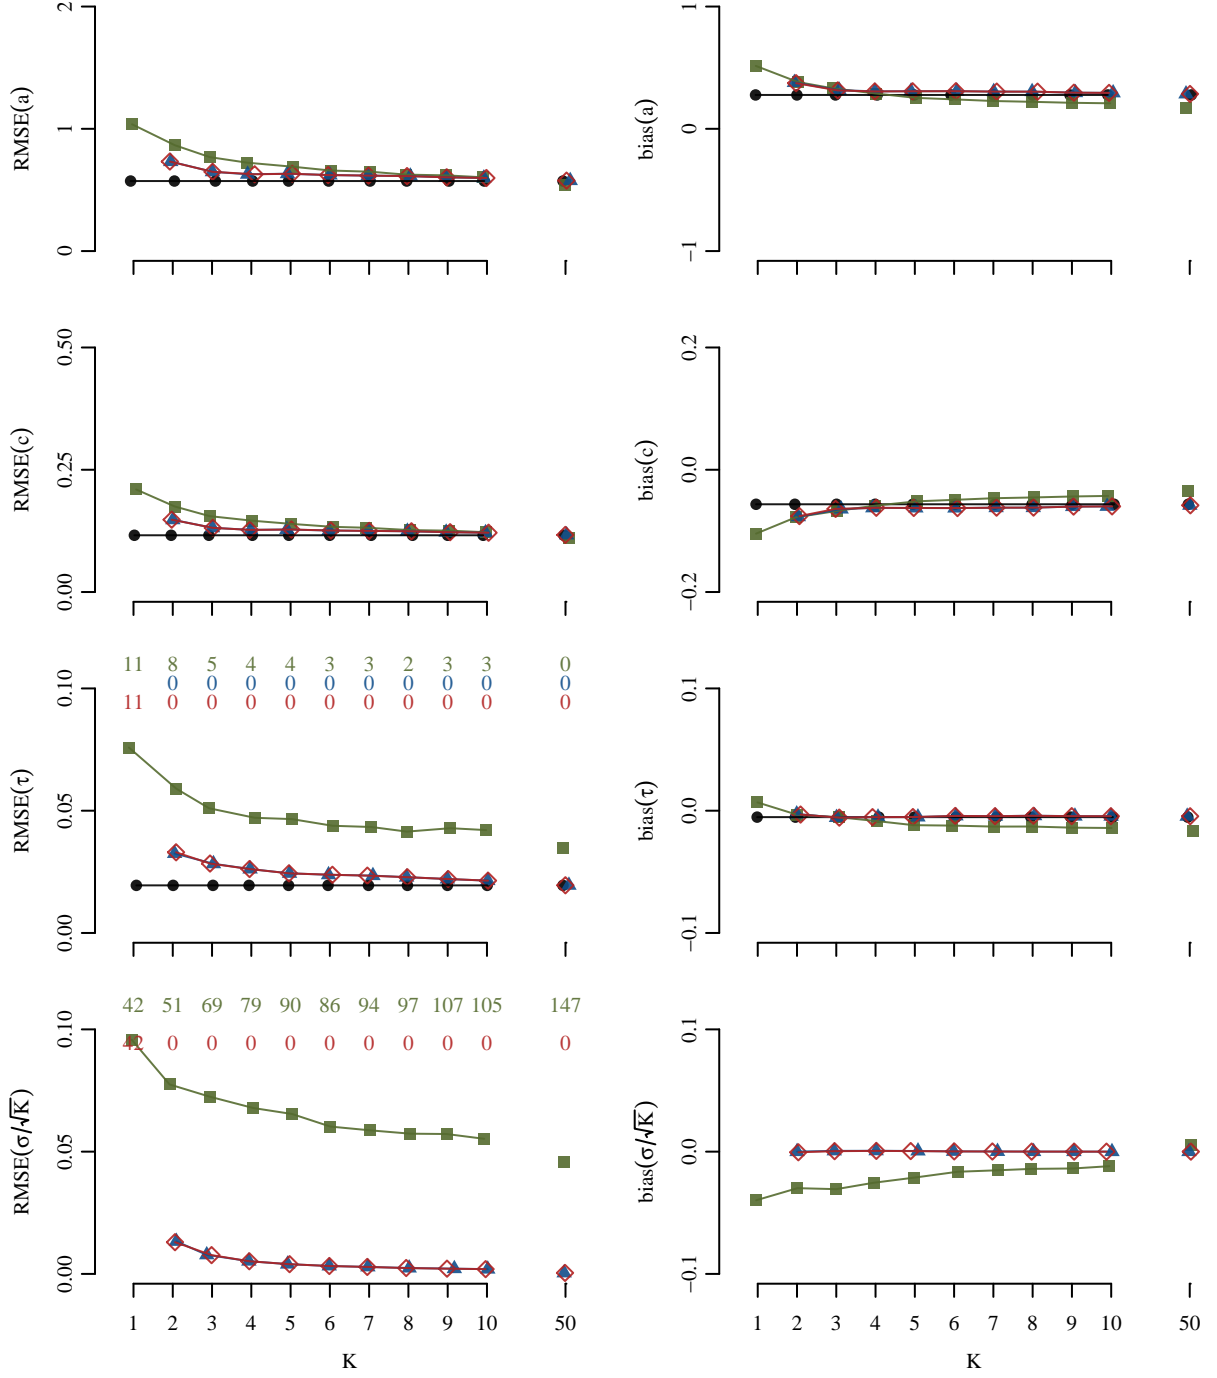 RMSE(a)
0 1 2
bias(a)
−1 0 1
RMSE(c)
0.00 0.25 0.50
bias(c)
−0.2 0.0 0.2
11 8 5 4 4 3 3 2 3 3 0
0 0 0 0 0 0 0 0 0 0
11 0 0 0 0 0 0 0 0 0 0
RMSE(τ)
0.00 0.05 0.10
bias(τ)
−0.1 0.0 0.1
42 51 69 79 90 86 94 97 107 105 147
42 0 0 0 0 0 0 0 0 0 0
RMSE(σ/√K)
0.00 0.05 0.10
1 2 3 4 5 6 7 8 9 10 50
K
bias(σ/√K)
−0.1 0.0 0.1
1 2 3 4 5 6 7 8 9 10 50
K